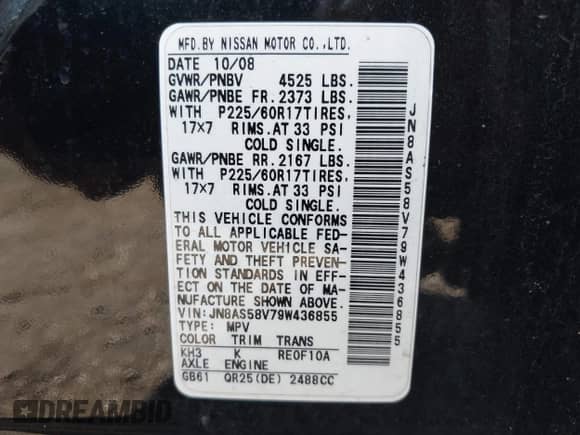 MFD.BY NISSAN MOTOR CO.,LTD.
DATE 10/08
GVWR/PNBV 4525 LBS.
GAWR/PNBE FR.2373 LBS.
WITH P225/60R17TIRES,
17×7 RIMS.AT 33 PSI
COLD SINGLE.
GAWR/PNBE RR.2167 LBS.
WITH P225/60R17TIRES,
17×7 RIMS.AT 33 PSI
COLD SINGLE.
THIS VEHICLE CONFORMS
TO ALL APPLICABLE FED-
ERAL MOTOR VEHICLE SA-
FETY AND THEFT PREVEN-
TION STANDARDS IN EFF-
ECT ON THE DATE OF MA-
NUFACTURE SHOWN ABOVE.
VIN:JN8AS58V79W436855
TYPE: MPV
COLOR TRIM TRANS
KH3 K RE0F10A
AXLE ENGINE
GB61 QR25(DE) 2488CC
JN8AS58V79W436855
DREAMBID